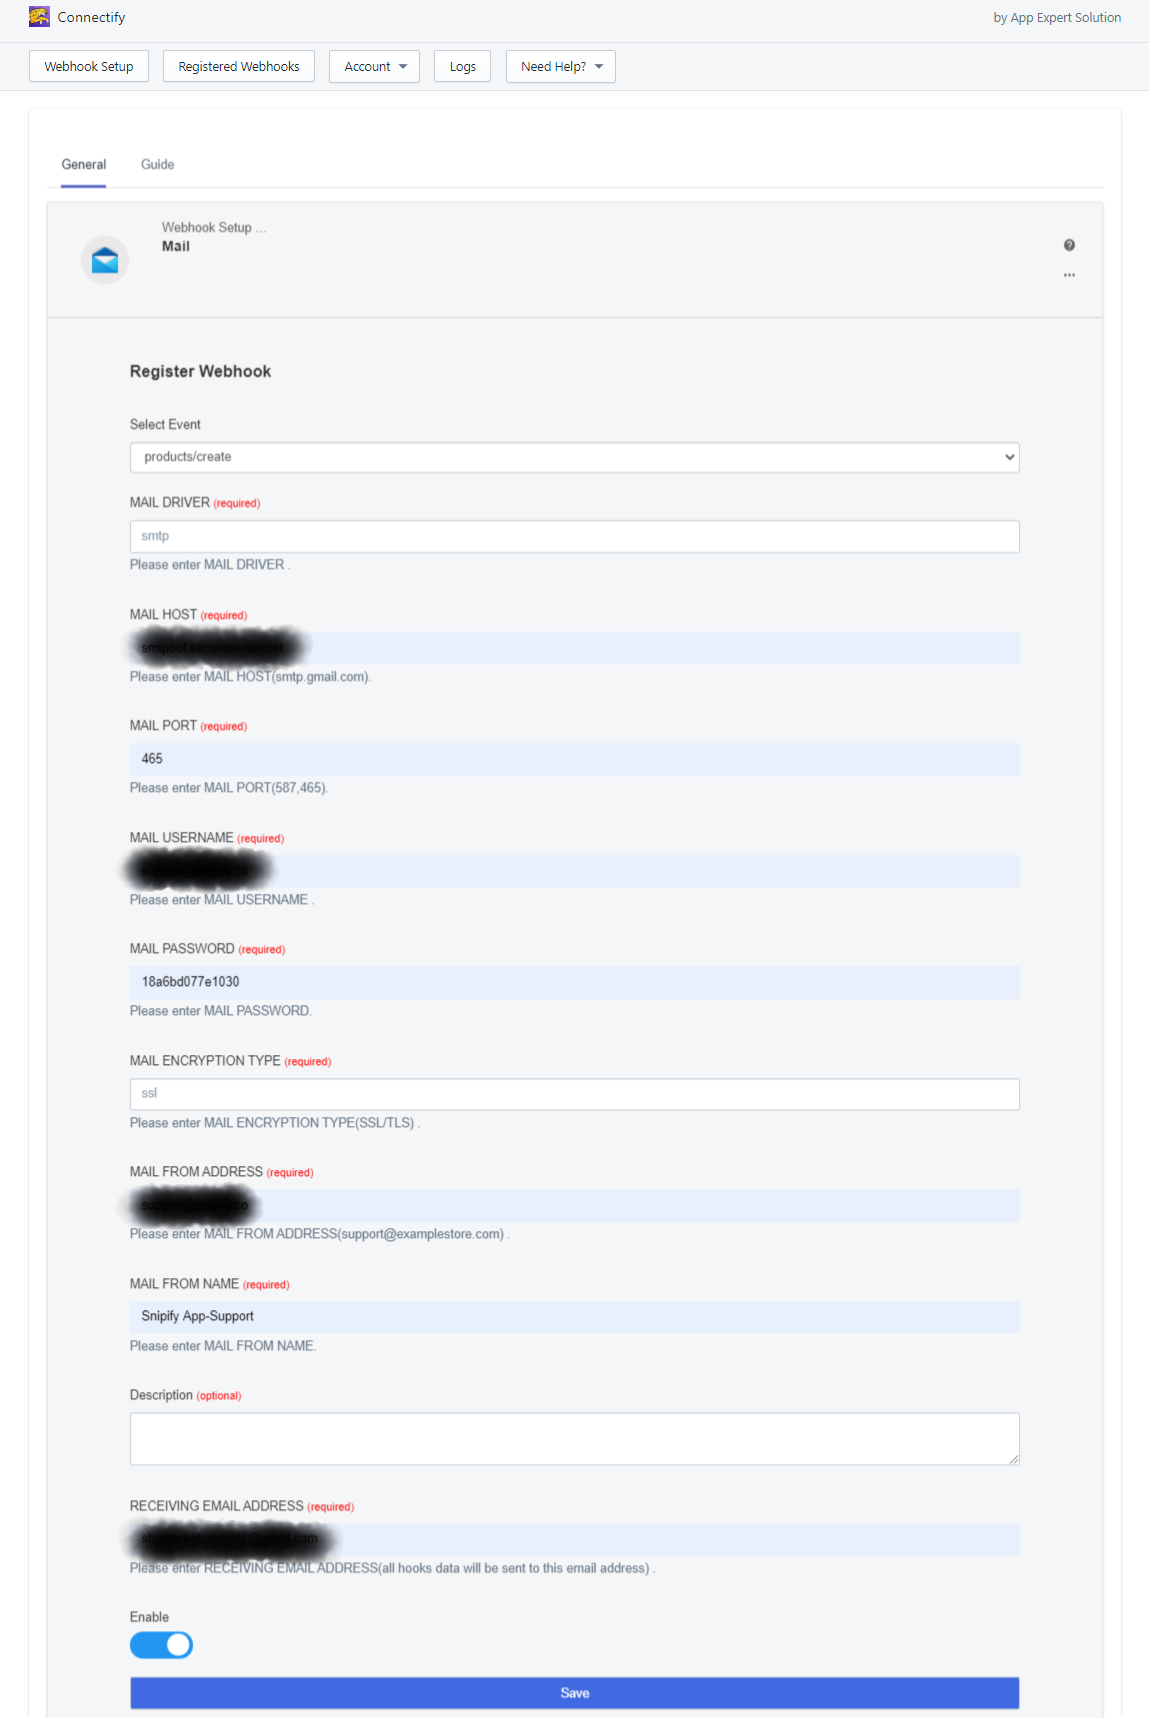 Connectify
by App Expert Solution
Webhook Setup
Registered Webhooks
Account
Logs
Need Help?
General
Guide
Webhook Setup ...
Mail
Register Webhook
Select Event
products/create
MAIL DRIVER (required)
smtp
Please enter MAIL DRIVER .
MAIL HOST (required)
Please enter MAIL HOST(smtp.gmail.com).
MAIL PORT (required)
465
Please enter MAIL PORT(587,465).
MAIL USERNAME (required)
Please enter MAIL USERNAME .
MAIL PASSWORD (required)
18a6bd077e1030
Please enter MAIL PASSWORD.
MAIL ENCRYPTION TYPE (required)
ssl
Please enter MAIL ENCRYPTION TYPE(SSL/TLS) .
MAIL FROM ADDRESS (required)
Please enter MAIL FROM ADDRESS(support@examplestore.com) .
MAIL FROM NAME (required)
Snipify App-Support
Please enter MAIL FROM NAME.
Description (optional)
RECEIVING EMAIL ADDRESS (required)
Please enter RECEIVING EMAIL ADDRESS(all hooks data will be sent to this email address) .
Enable
Save